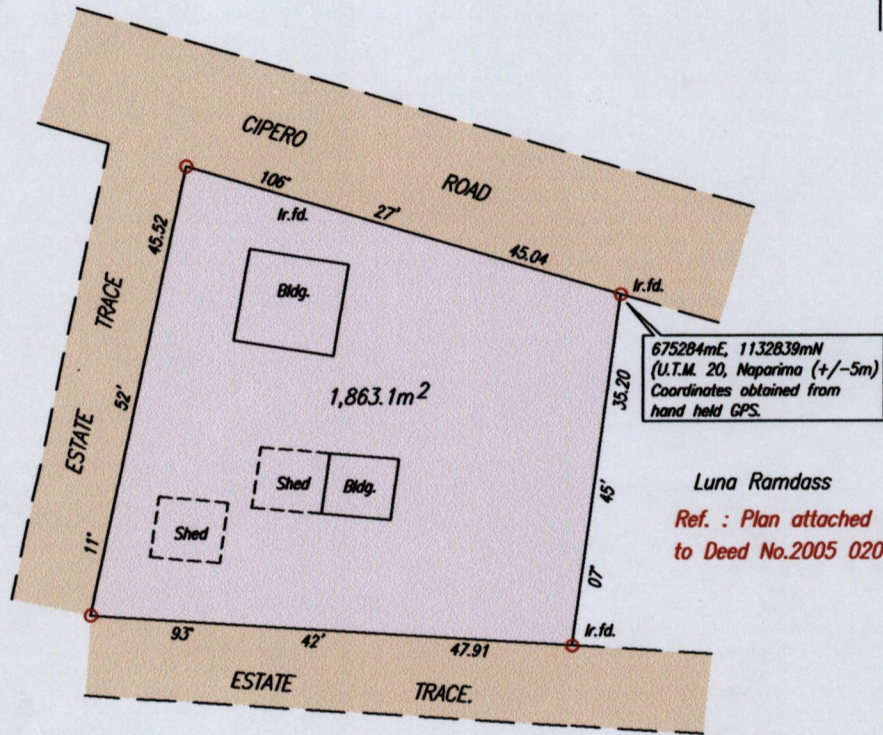 CIPERO ROAD
106° 27' 45.04
Ir.fd.
Ir.fd.
45.52
TRACE
52'
ESTATE
11°
Bldg.
1,863.1m²
Shed Bldg.
Shed
675284mE, 1132839mN
(U.T.M. 20, Naparima (+/-5m)
Coordinates obtained from
hand held GPS.
35.20
45'
07°
Luna Ramdass
Ref. : Plan attached
to Deed No.2005 020
Ir.fd.
93° 42' 47.91
ESTATE TRACE.